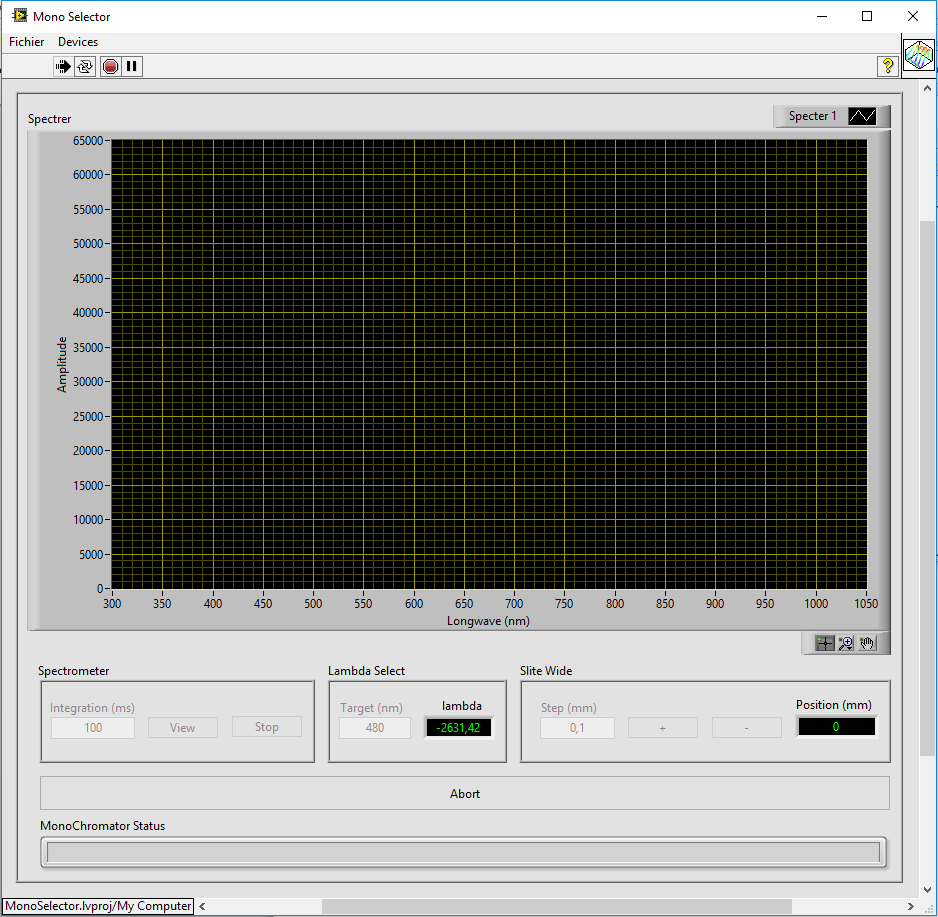 Mono Selector
Fichier Devices
?
Spectrer
Specter 1
65000
60000
55000
50000
45000
40000
35000
30000
25000
20000
15000
10000
5000
0
Amplitude
300 350 400 450 500 550 600 650 700 750 800 850 900 950 1000 1050
Longwave (nm)
Spectrometer
Integration (ms)
100 View Stop
Lambda Select
Target (nm) lambda
480 -2631,42
Slite Wide
Step (mm) Position (mm)
0,1 + - 0
Abort
MonoChromator Status
MonoSelector.lvproj/My Computer